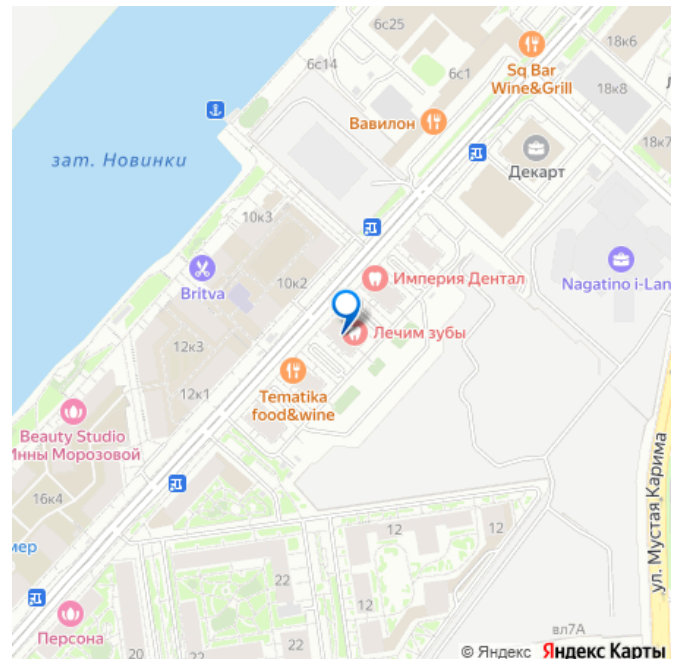 6с25
18к6
6с14
6с1
Sq Bar
Wine&Grill
18к8
Вавилон
зат. Новинки
Декарт
18к7
10к3
10к2
Империя Дентал
Nagatino i-Lan
Britva
Лечим зубы
12к3
12к1
Tematika
food&wine
Beauty Studio
Инны Морозовой
16к4
ул. Мустая Карима
12
12
мер
20
22
12
22
Персона
вл7А
© Яндекс Яндекс Карты